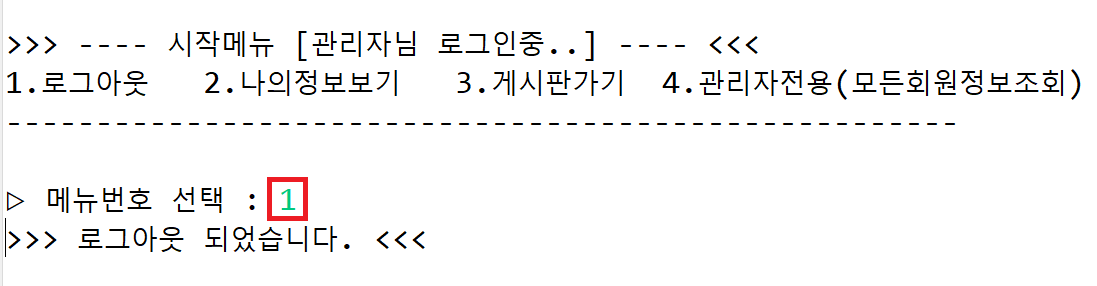 >>> ---- 시작메뉴 [관리자님 로그인중..] ---- <<<
1.로그아웃   2.나의정보보기   3.게시판가기  4.관리자전용(모든회원정보조회)
-----------------------------------------------------
▷ 메뉴번호 선택 : 1
>>> 로그아웃 되었습니다. <<<